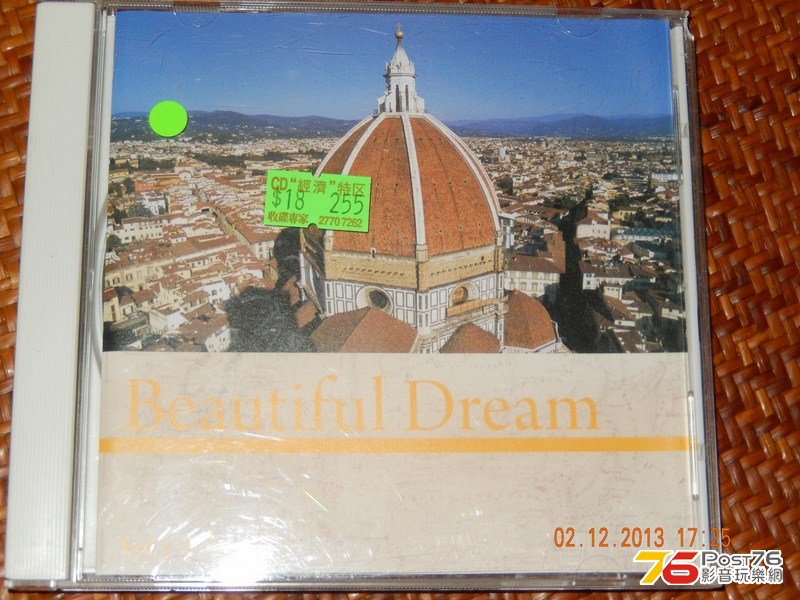 CD"經濟"特区
$18 255
收碟專家 2770 7262
Beautiful Dream
02.12.2013 17:25
76 Post76
影音玩樂網